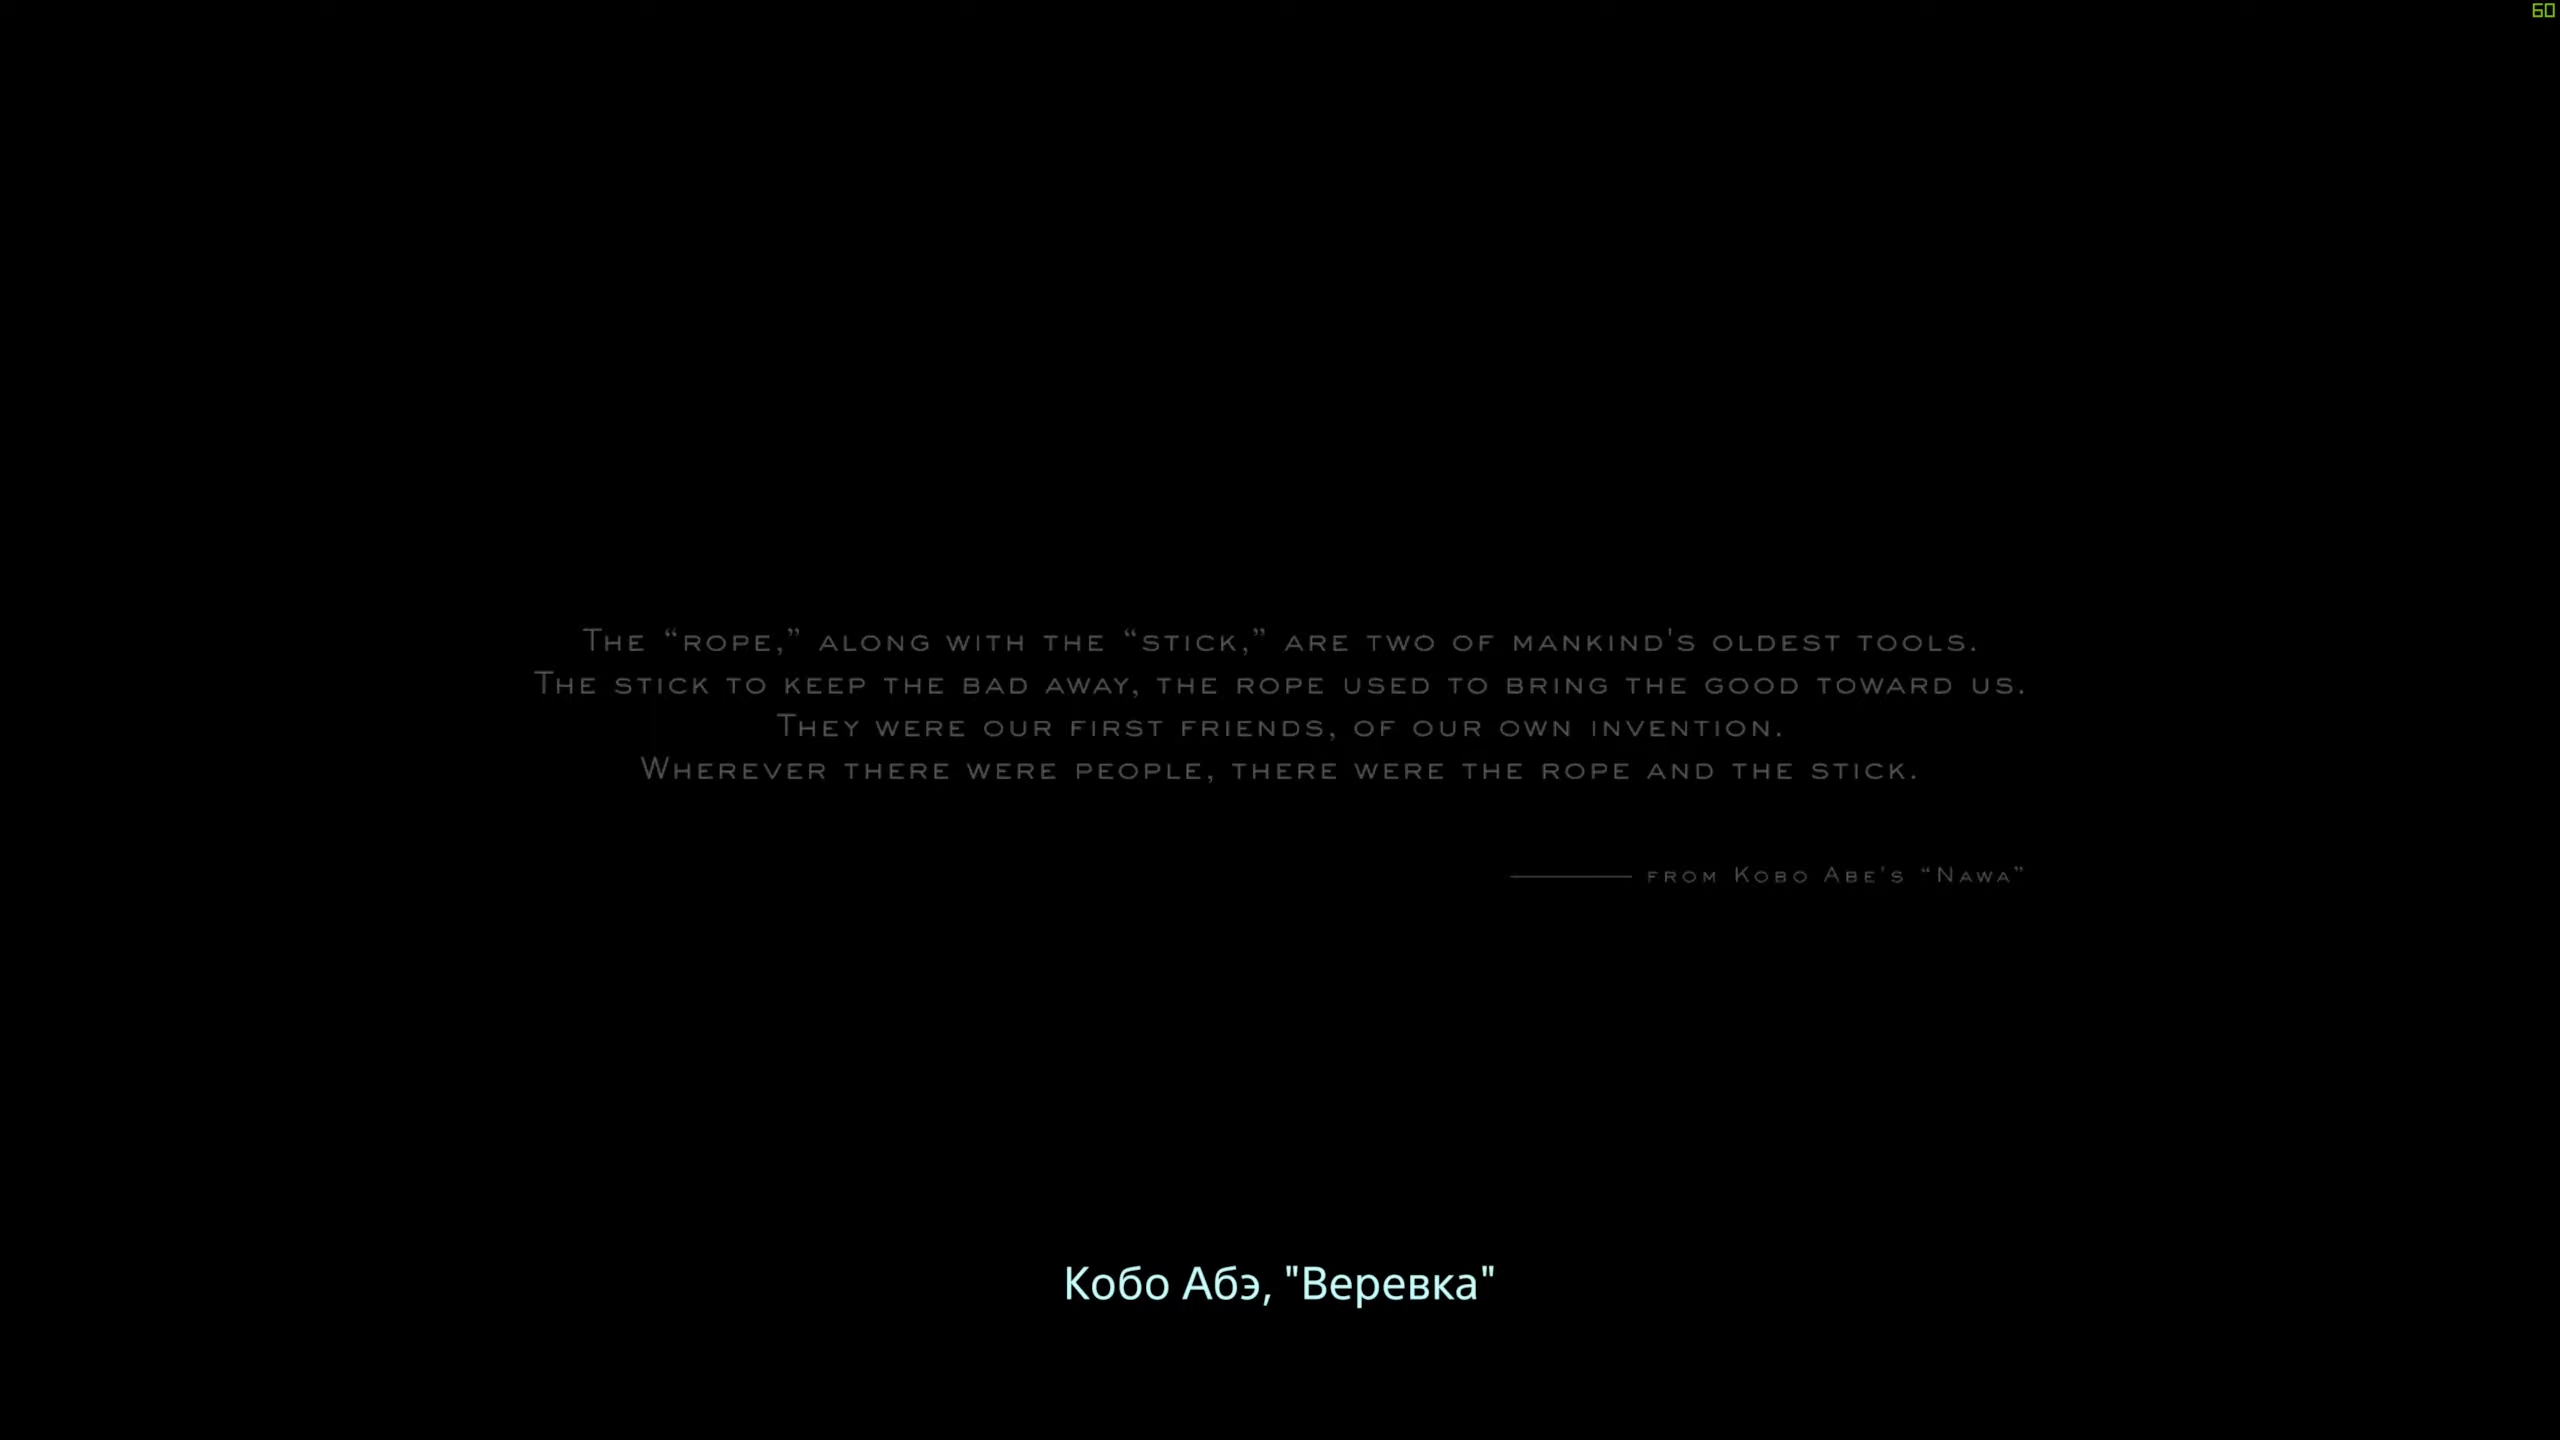 60
The “rope,” along with the “stick,” are two of mankind's oldest tools.
The stick to keep the bad away, the rope used to bring the good toward us.
They were our first friends, of our own invention.
Wherever there were people, there were the rope and the stick.
from Kobo Abe's “Nawa”
Кобо Абэ, "Веревка"